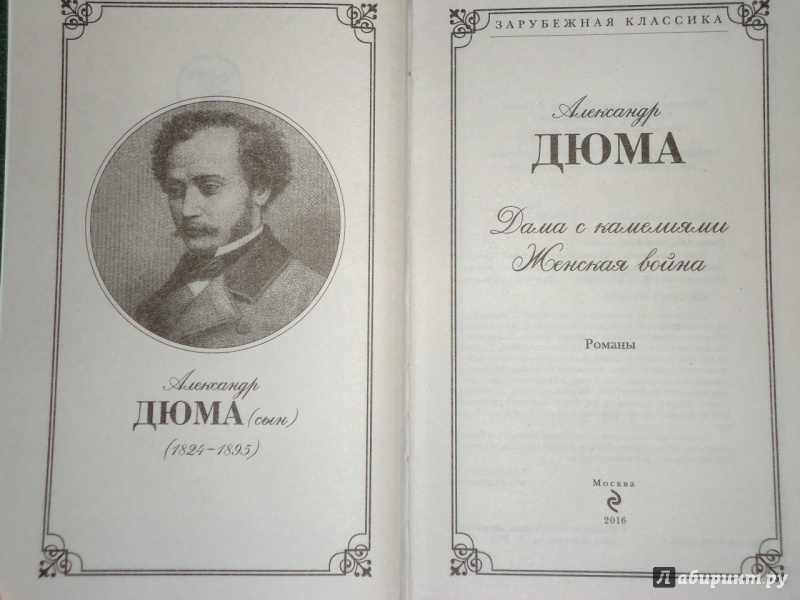 Александр
ДЮМА (сын)
(1824–1895)
ЗАРУБЕЖНАЯ КЛАССИКА
Александр
ДЮМА
Дама с камелиями
Женская война
Романы
Москва
2016
Лабиринт.ру